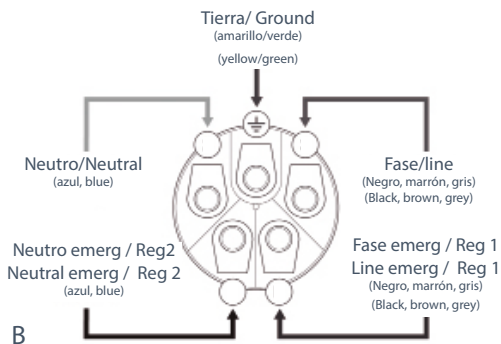 Tierra/ Ground
(amarillo/verde)
(yellow/green)
Neutro/Neutral
(azul, blue)
Fase/line
(Negro, marrón, gris)
(Black, brown, grey)
Neutro emerg / Reg2
Neutral emerg / Reg 2
(azul, blue)
Fase emerg / Reg 1
Line emerg / Reg 1
(Negro, marrón, gris)
(Black, brown, grey)
B